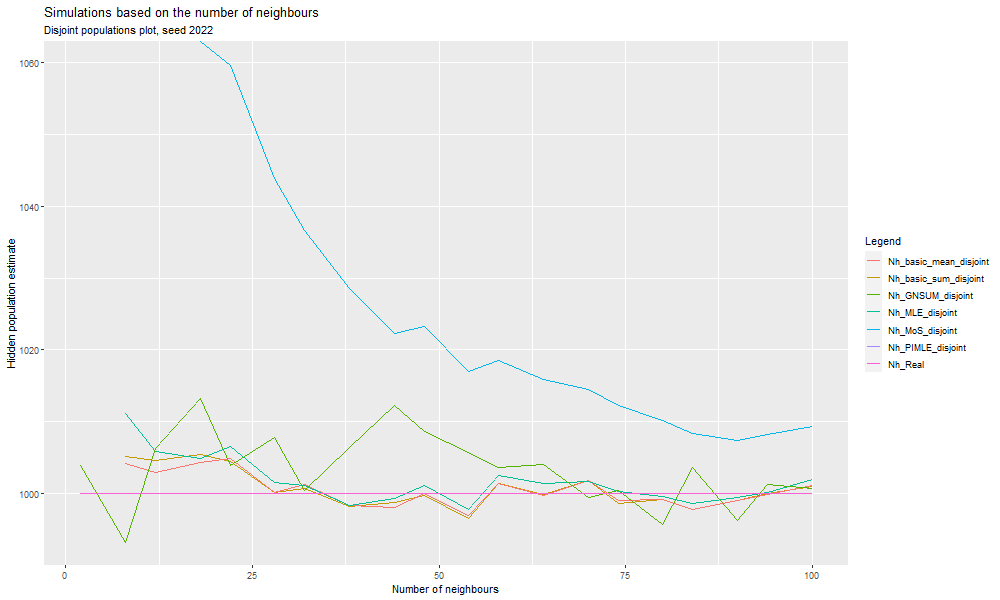 Simulations based on the number of neighbours
Disjoint populations plot, seed 2022
1060
1040
1020
1000
Hidden population estimate
0
25
50
75
100
Number of neighbours
Legend
Nh_basic_mean_disjoint
Nh_basic_sum_disjoint
Nh_GNSUM_disjoint
Nh_MLE_disjoint
Nh_MoS_disjoint
Nh_PIMLE_disjoint
Nh_Real